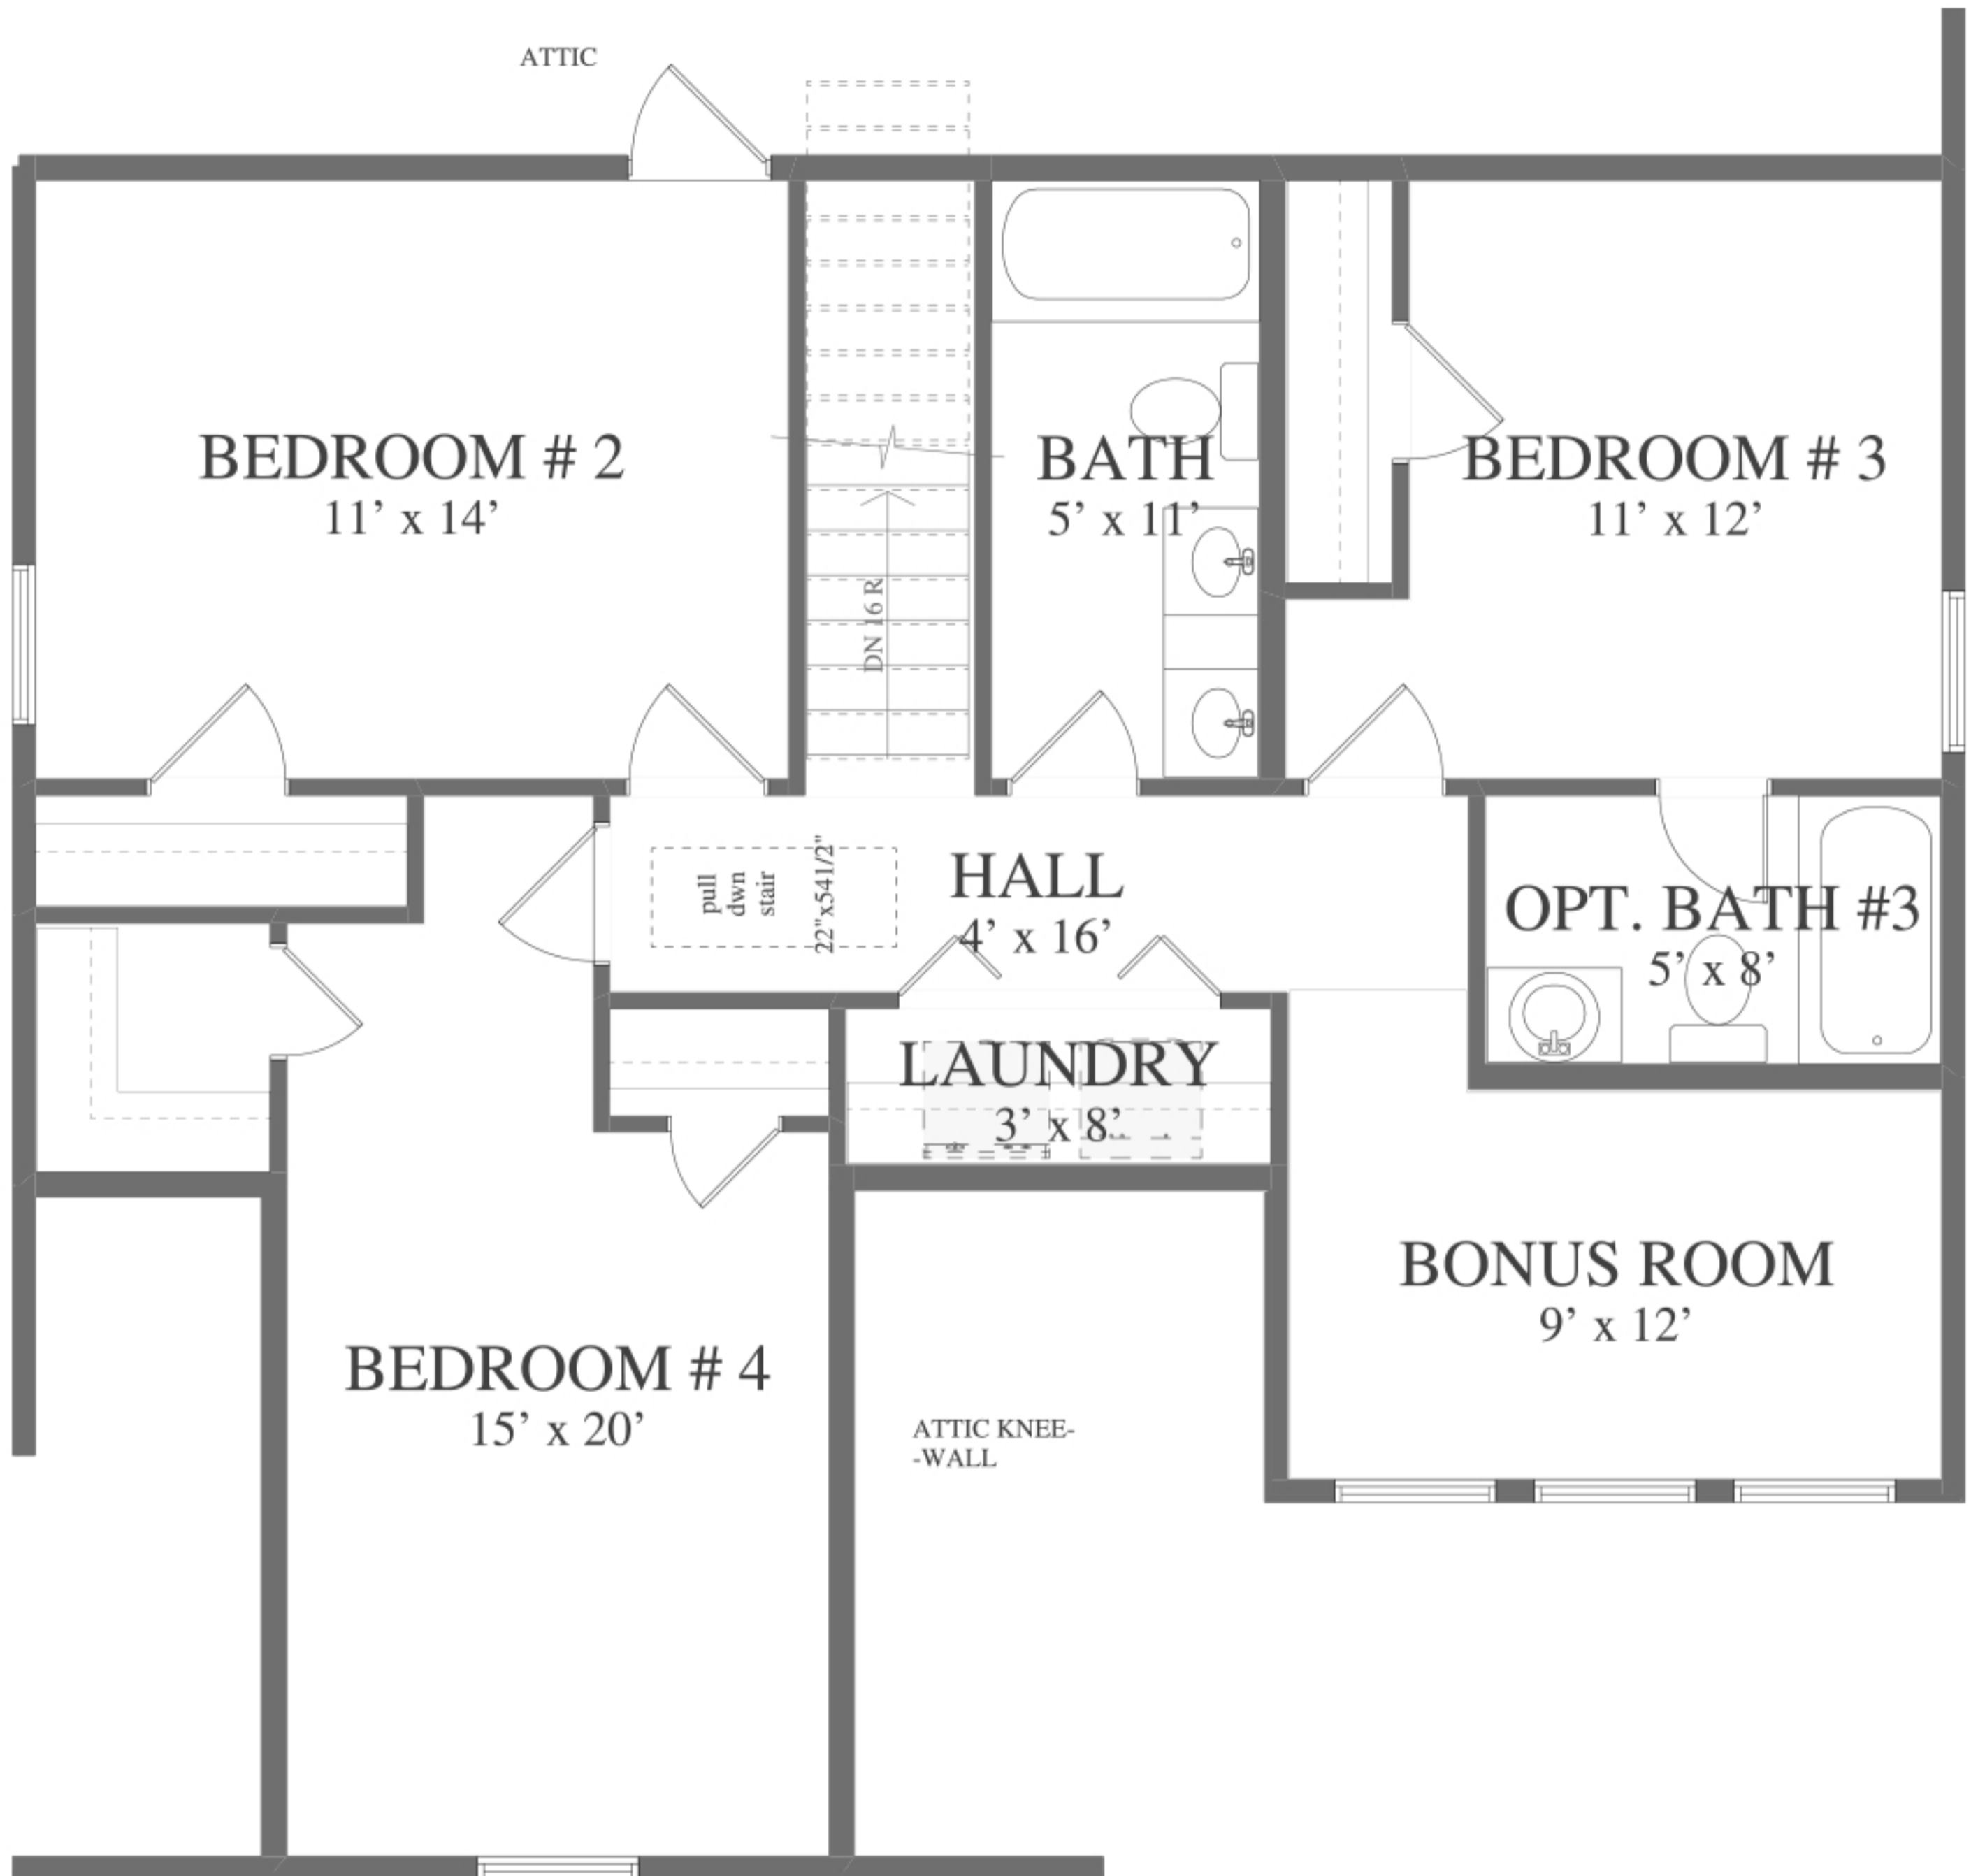 ATTIC
BEDROOM # 2
11’ x 14’
DN 16 R
BATH
5’ x 11’
BEDROOM # 3
11’ x 12’
pull
dwn
stair
22"x541/2"
HALL
4’ x 16’
OPT. BATH #3
5’ x 8’
LAUNDRY
3’ x 8’
BONUS ROOM
9’ x 12’
BEDROOM # 4
15’ x 20’
ATTIC KNEE-
-WALL